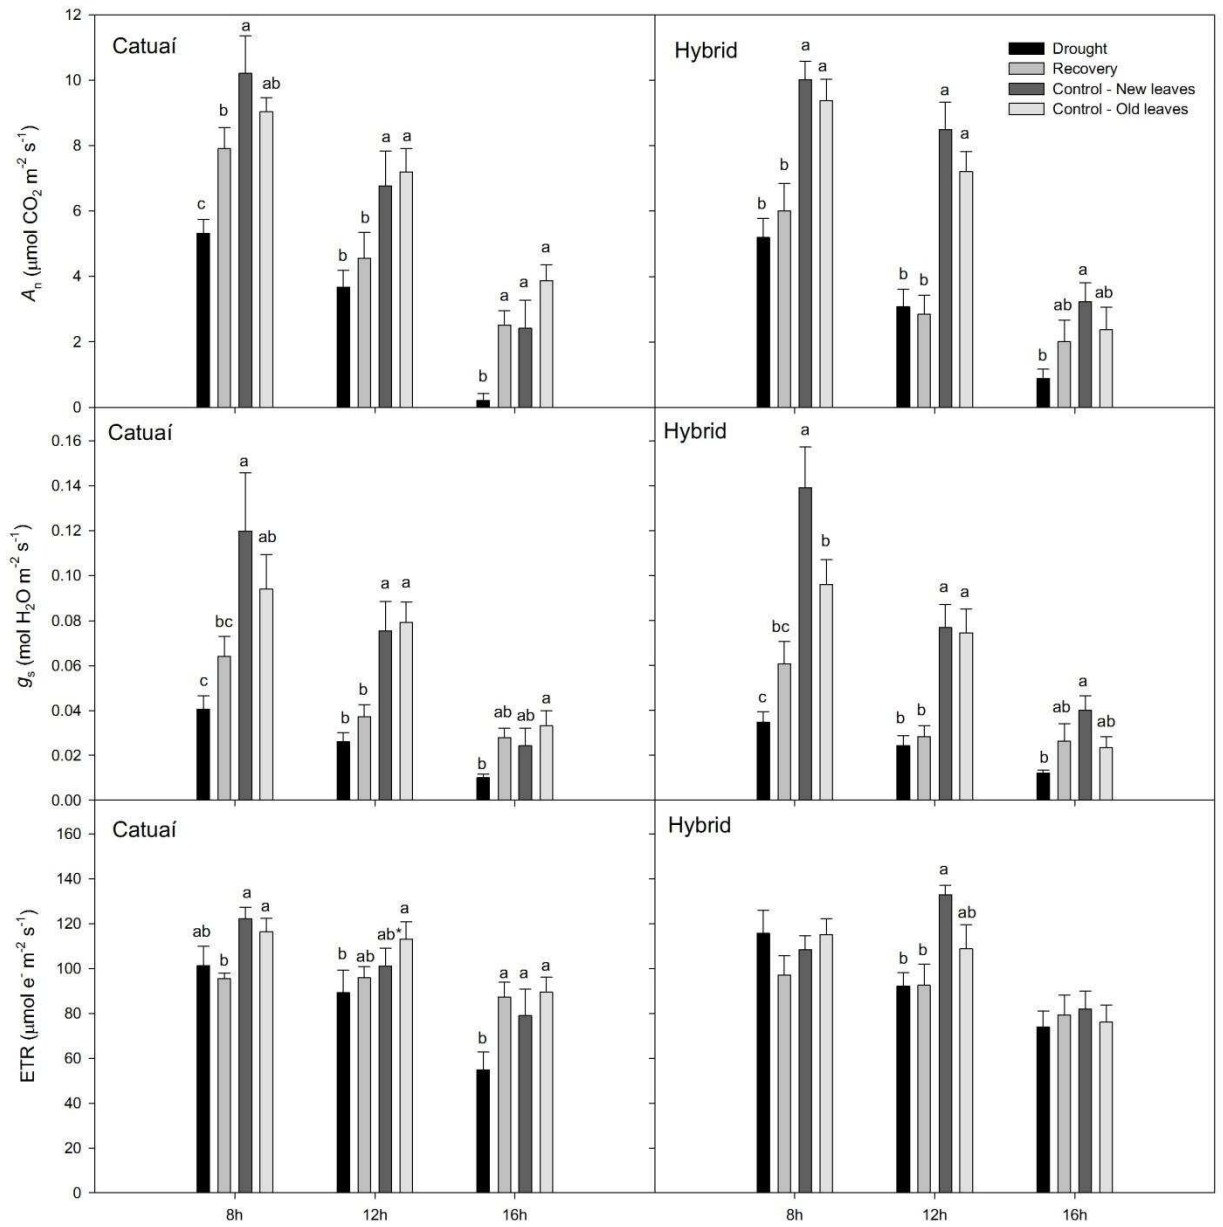 12
10
8
6
4
2
0
Aₙ (μmol CO₂ m⁻² s⁻¹)
Catuaí
c b a ab
b b a a
b a a a
Hybrid
Drought
Recovery
Control - New leaves
Control - Old leaves
b b a a
b b a a
b ab a ab
0.16
0.14
0.12
0.10
0.08
0.06
0.04
0.02
0.00
gₛ (mol H₂O m⁻² s⁻¹)
Catuaí
c bc a ab
b b a a
b ab ab a
Hybrid
c bc a b
b b a a
b ab a ab
160
140
120
100
80
60
40
20
0
ETR (μmol e⁻ m⁻² s⁻¹)
Catuaí
ab b a a
b ab ab* a
b a a a
Hybrid
b b a ab
8h 12h 16h
8h 12h 16h